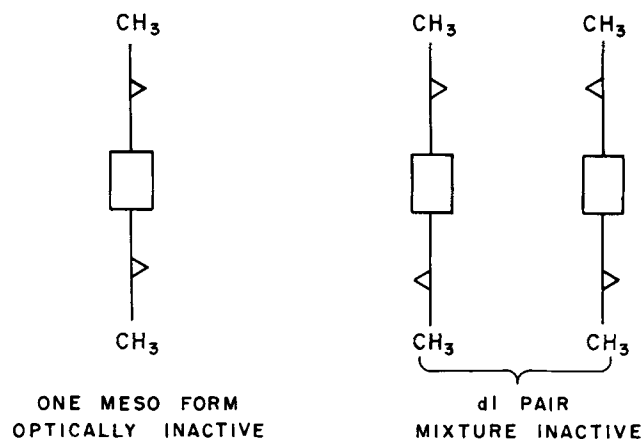 CH3
CH3
ONE MESO FORM
OPTICALLY INACTIVE
CH3 CH3
CH3 CH3
dl PAIR
MIXTURE INACTIVE